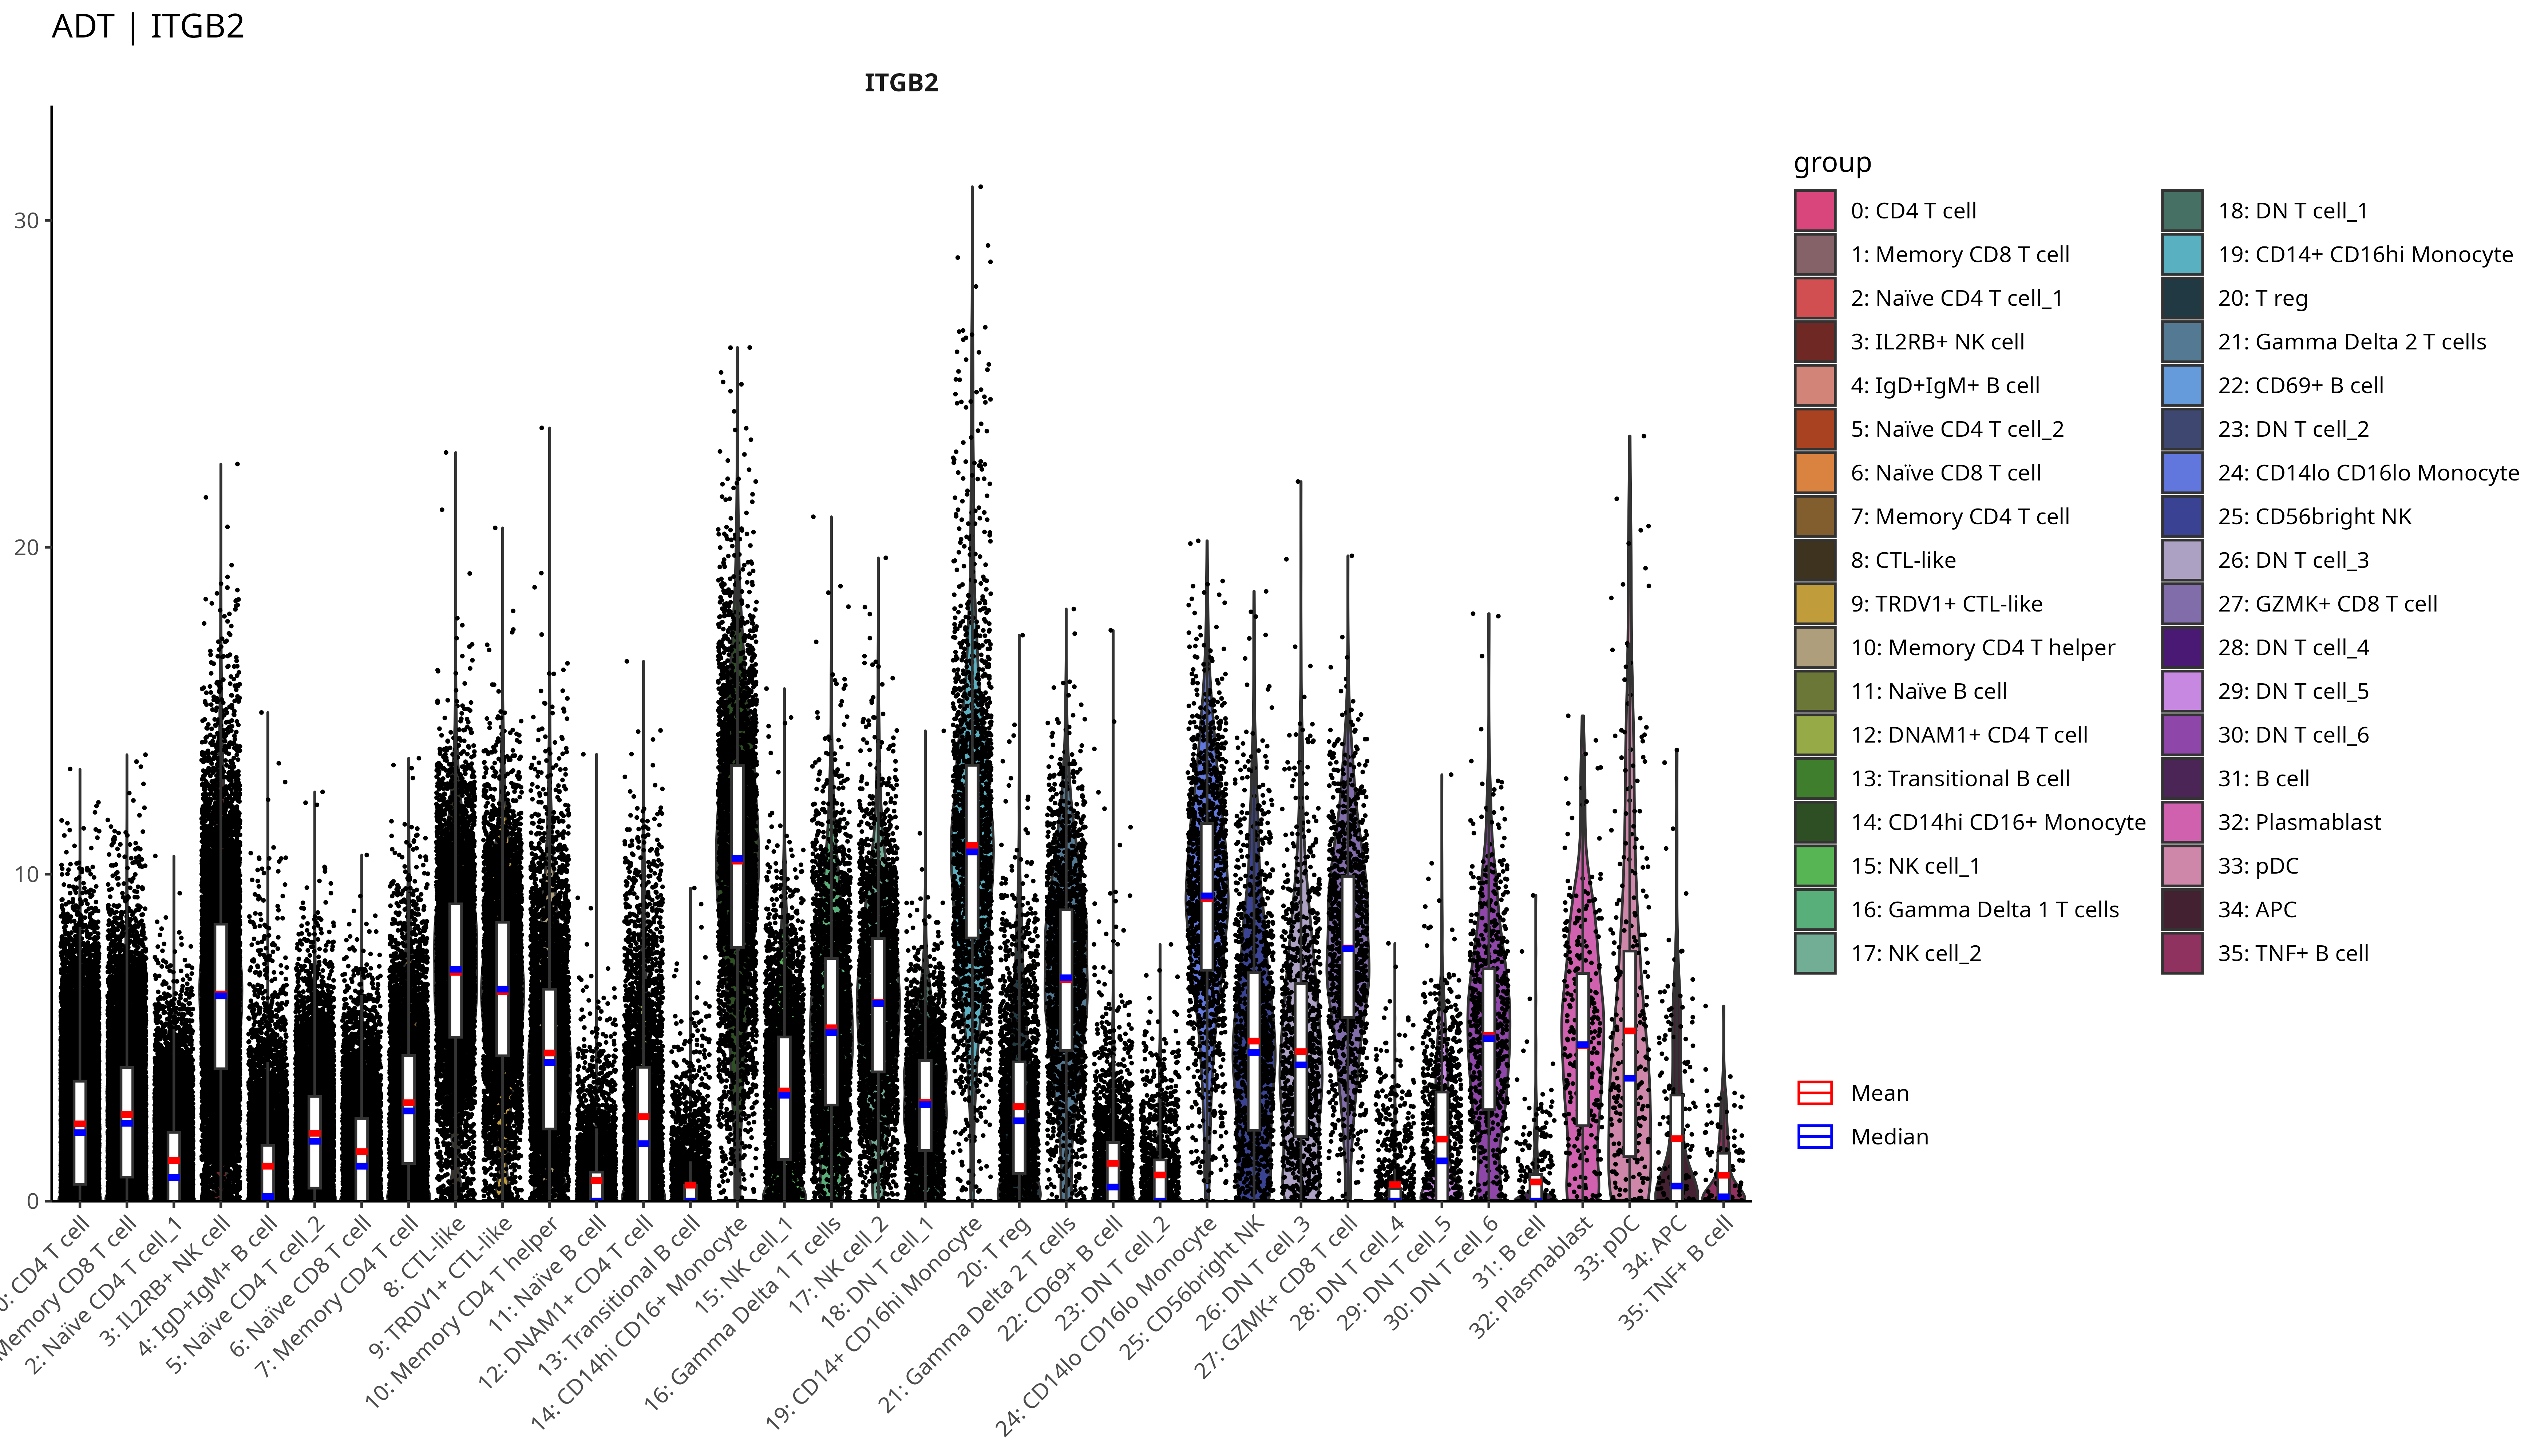 ADT | ITGB2
ITGB2
30
20
10
0
0: CD4 T cell
Memory CD8 T cell
2: Naïve CD4 T cell_1
3: IL2RB+ NK cell
4: IgD+IgM+ B cell
5: Naïve CD4 T cell_2
6: Naïve CD8 T cell
7: Memory CD4 T cell
8: CTL-like
9: TRDV1+ CTL-like
10: Memory CD4 T helper
11: Naïve B cell
12: DNAM1+ CD4 T cell
13: Transitional B cell
14: CD14hi CD16+ Monocyte
15: NK cell_1
16: Gamma Delta 1 T cells
17: NK cell_2
18: DN T cell_1
19: CD14+ CD16hi Monocyte
20: T reg
21: Gamma Delta 2 T cells
22: CD69+ B cell
23: DN T cell_2
24: CD14lo CD16lo Monocyte
25: CD56bright NK
26: DN T cell_3
27: GZMK+ CD8 T cell
28: DN T cell_4
29: DN T cell_5
30: DN T cell_6
31: B cell
32: Plasmablast
33: pDC
34: APC
35: TNF+ B cell
group
0: CD4 T cell
1: Memory CD8 T cell
2: Naïve CD4 T cell_1
3: IL2RB+ NK cell
4: IgD+IgM+ B cell
5: Naïve CD4 T cell_2
6: Naïve CD8 T cell
7: Memory CD4 T cell
8: CTL-like
9: TRDV1+ CTL-like
10: Memory CD4 T helper
11: Naïve B cell
12: DNAM1+ CD4 T cell
13: Transitional B cell
14: CD14hi CD16+ Monocyte
15: NK cell_1
16: Gamma Delta 1 T cells
17: NK cell_2
18: DN T cell_1
19: CD14+ CD16hi Monocyte
20: T reg
21: Gamma Delta 2 T cells
22: CD69+ B cell
23: DN T cell_2
24: CD14lo CD16lo Monocyte
25: CD56bright NK
26: DN T cell_3
27: GZMK+ CD8 T cell
28: DN T cell_4
29: DN T cell_5
30: DN T cell_6
31: B cell
32: Plasmablast
33: pDC
34: APC
35: TNF+ B cell
Mean
Median